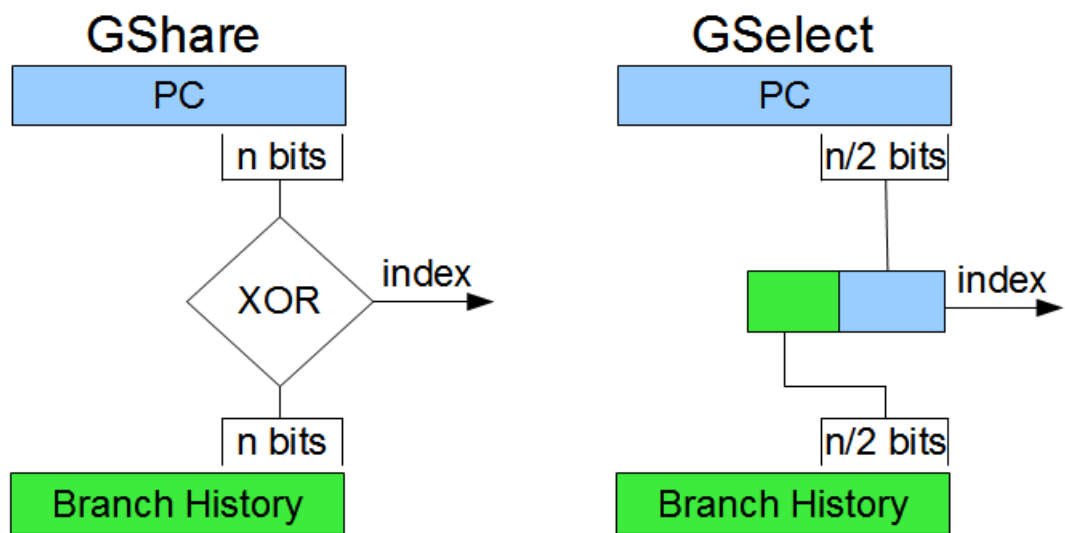 GShare
PC
n bits
XOR
index
n bits
Branch History
GSelect
PC
n/2 bits
index
n/2 bits
Branch History